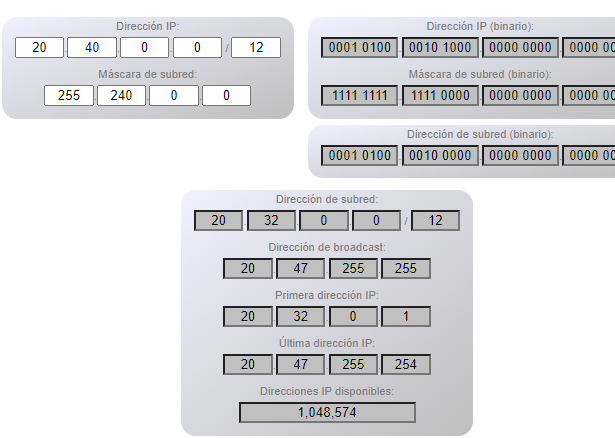 Dirección IP:
20 . 40 . 0 . 0 / 12
Máscara de subred:
255 . 240 . 0 . 0
Dirección IP (binario):
0001 0100 . 0010 1000 . 0000 0000 . 0000 00
Máscara de subred (binario):
1111 1111 . 1111 0000 . 0000 0000 . 0000 00
Dirección de subred (binario):
0001 0100 . 0010 0000 . 0000 0000 . 0000 00
Dirección de subred:
20 . 32 . 0 . 0 / 12
Dirección de broadcast:
20 . 47 . 255 . 255
Primera dirección IP:
20 . 32 . 0 . 1
Última dirección IP:
20 . 47 . 255 . 254
Direcciones IP disponibles:
1,048,574